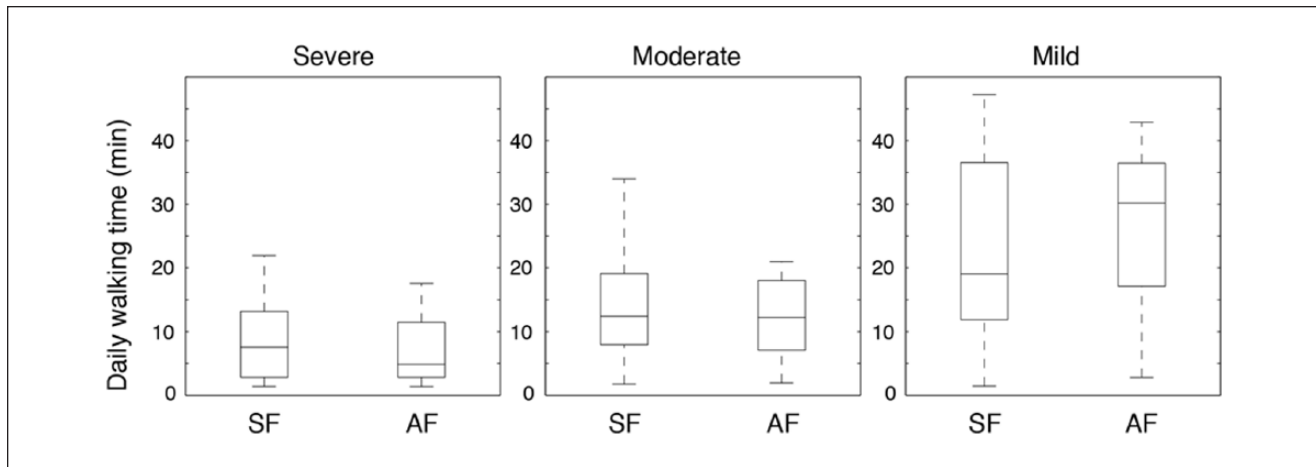 Severe Moderate Mild
Daily walking time (min)
40 40 40
30 30 30
20 20 20
10 10 10
0 0 0
SF AF SF AF SF AF